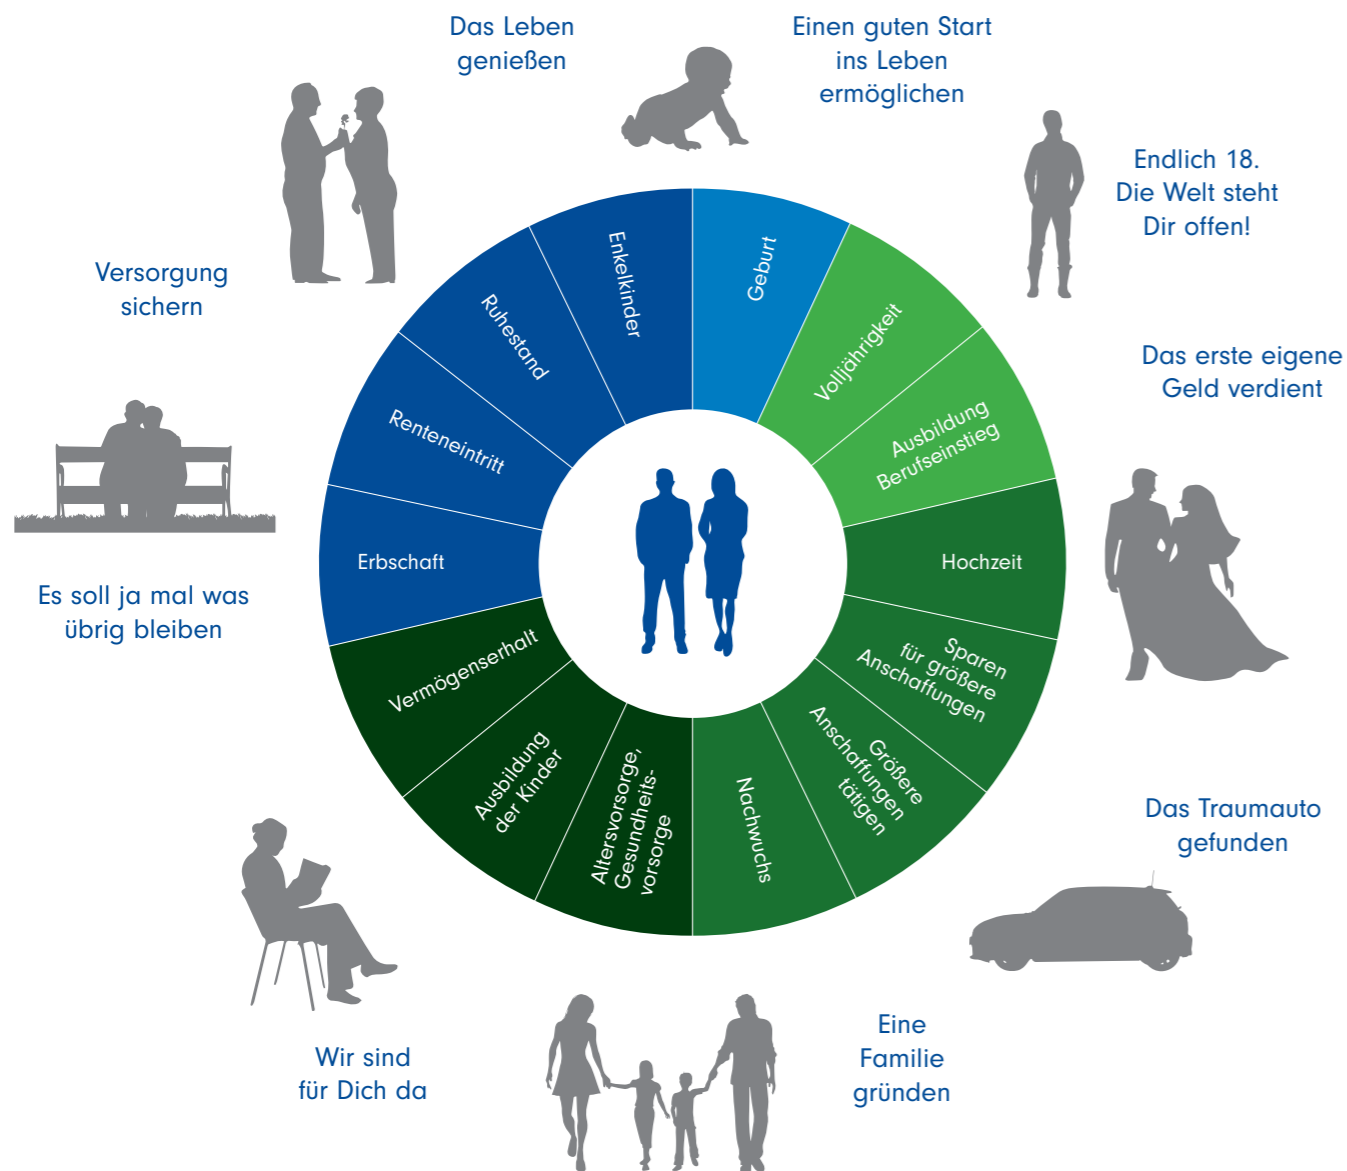 Das Leben
genießen
Einen guten Start
ins Leben
ermöglichen
Endlich 18.
Die Welt steht
Dir offen!
Das erste eigene
Geld verdient
Das Traumauto
gefunden
Eine
Familie
gründen
Wir sind
für Dich da
Es soll ja mal was
übrig bleiben
Versorgung
sichern
Geburt
Volljährigkeit
Ausbildung
Berufseinstieg
Hochzeit
Sparen
für größere
Anschaffungen
Größere
Anschaffungen
tätigen
Nachwuchs
Altersvorsorge,
Gesundheits-
vorsorge
Ausbildung
der Kinder
Vermögenserhalt
Erbschaft
Renteneintritt
Ruhestand
Enkelkinder